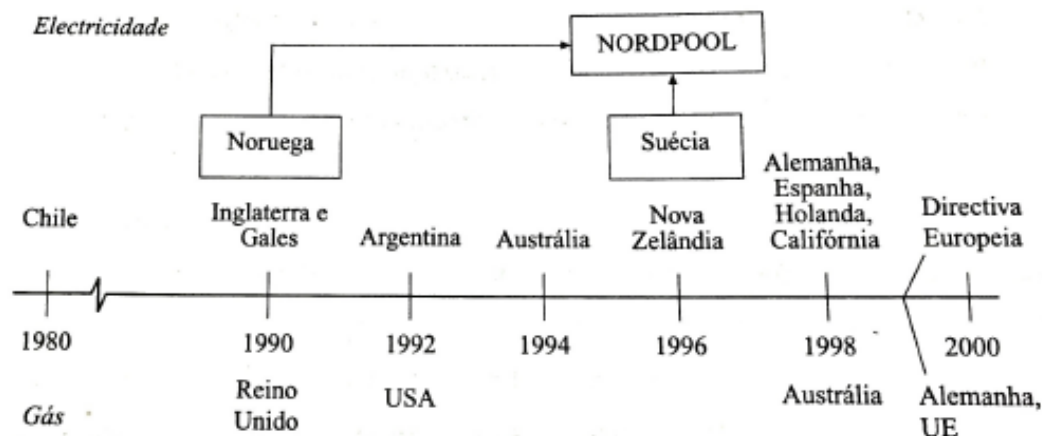 Electricidade
NORDPOOL
Noruega
Suécia
Chile
Inglaterra e
Gales
Argentina
Austrália
Nova
Zelândia
Alemanha,
Espanha,
Holanda,
Califórnia
Directiva
Europeia
1980
1990
1992
1994
1996
1998
2000
Gás
Reino
Unido
USA
Austrália
Alemanha,
UE